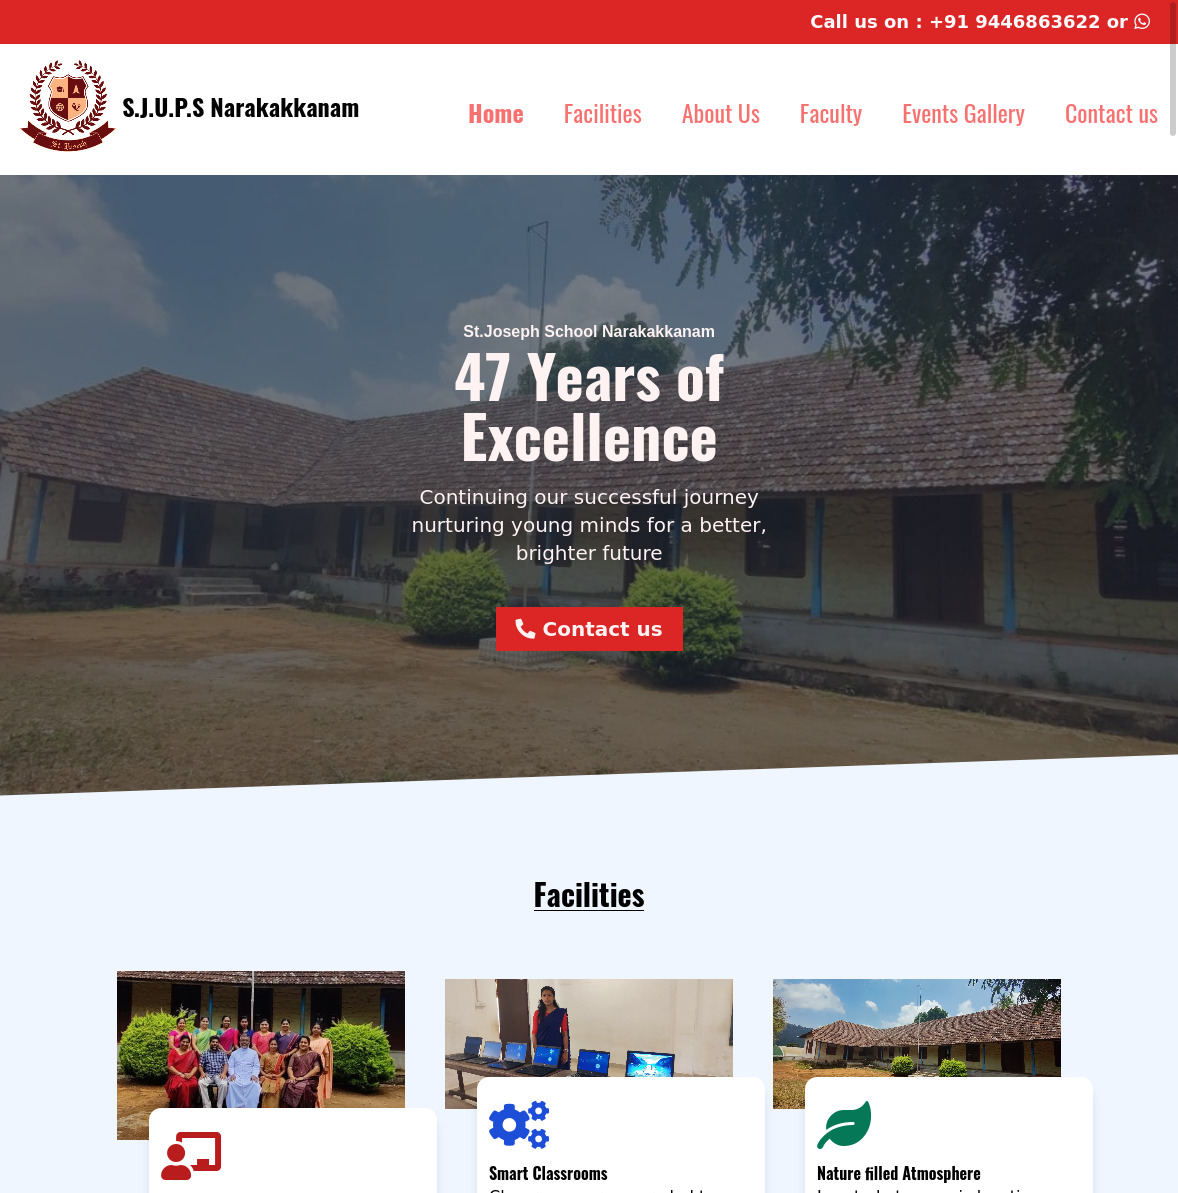 Call us on : +91 9446863622 or
S.J.U.P.S Narakakkanam
Home
Facilities
About Us
Faculty
Events Gallery
Contact us
St.Joseph School Narakakkanam
47 Years of
Excellence
Continuing our successful journey
nurturing young minds for a better,
brighter future
Contact us
Facilities
Smart Classrooms
Nature filled Atmosphere